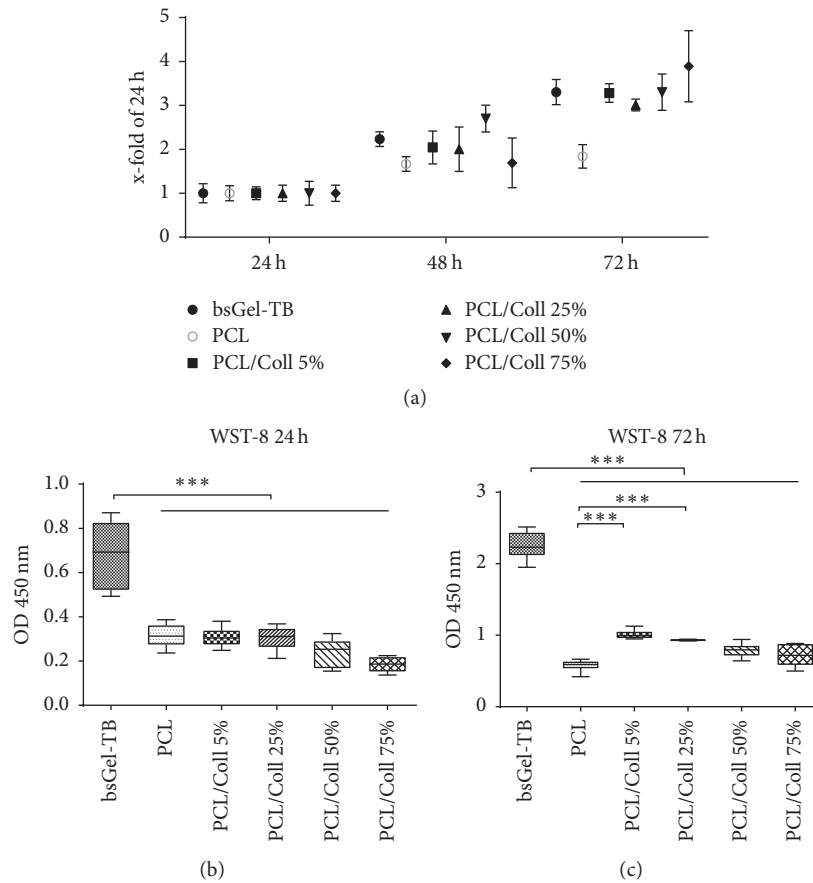 5
4
3
2
1
0
x-fold of 24 h
24 h 48 h 72 h
bsGel-TB
PCL
PCL/Coll 5%
PCL/Coll 25%
PCL/Coll 50%
PCL/Coll 75%
(a)
WST-8 24 h
1.0
0.8
0.6
0.4
0.2
0.0
OD 450 nm
***
bsGel-TB
PCL
PCL/Coll 5%
PCL/Coll 25%
PCL/Coll 50%
PCL/Coll 75%
(b)
WST-8 72 h
3
2
1
0
OD 450 nm
***
***
***
bsGel-TB
PCL
PCL/Coll 5%
PCL/Coll 25%
PCL/Coll 50%
PCL/Coll 75%
(c)